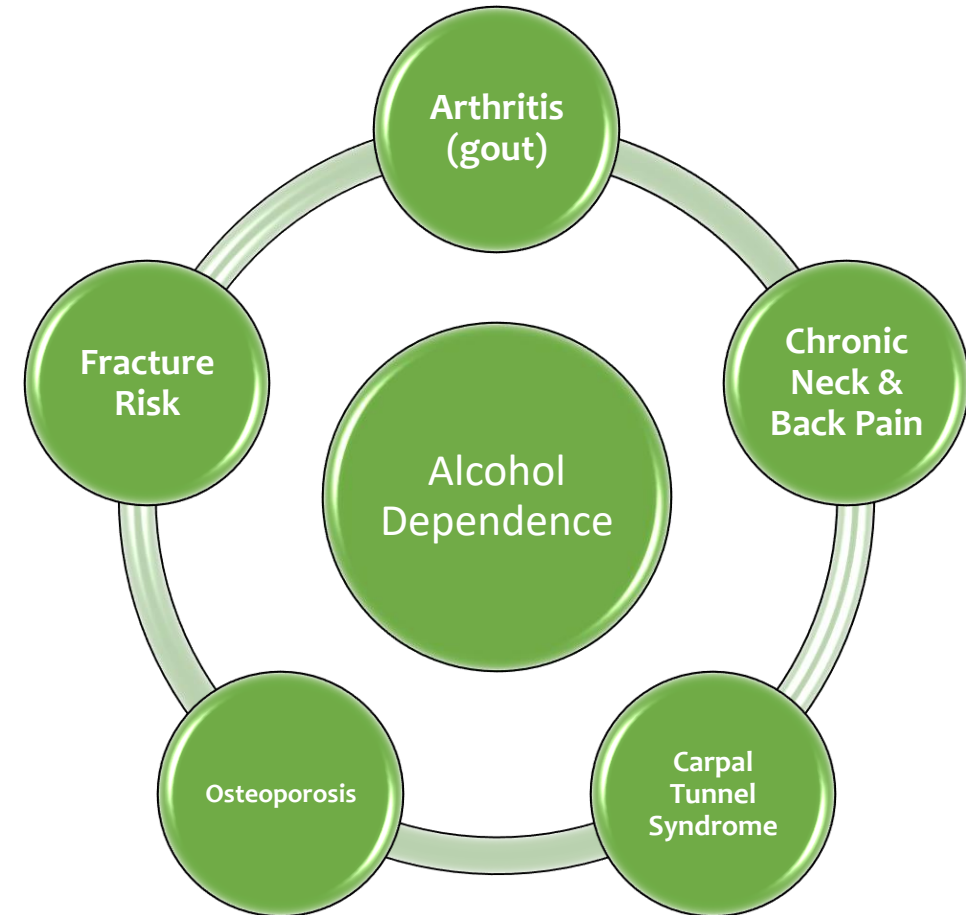 Arthritis
(gout)
Chronic
Neck &
Back Pain
Carpal
Tunnel
Syndrome
Osteoporosis
Fracture
Risk
Alcohol
Dependence